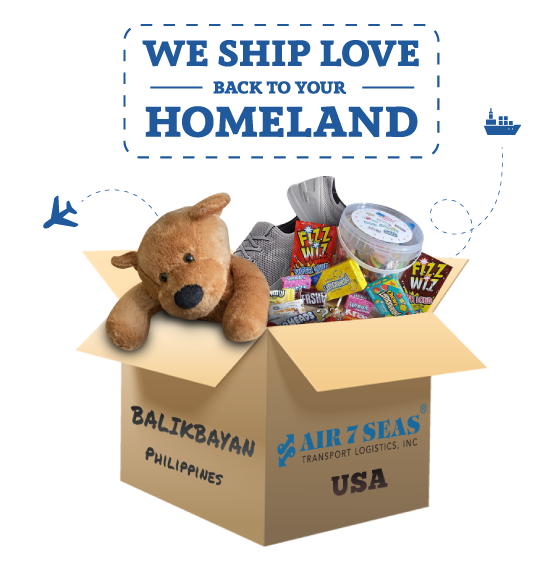 WE SHIP LOVE
BACK TO YOUR
HOMELAND
FIZZ
WIZ
FIZZ
WIZ
BALIKBAYAN
PHILIPPINES
AIR 7 SEAS®
TRANSPORT LOGISTICS, INC
USA